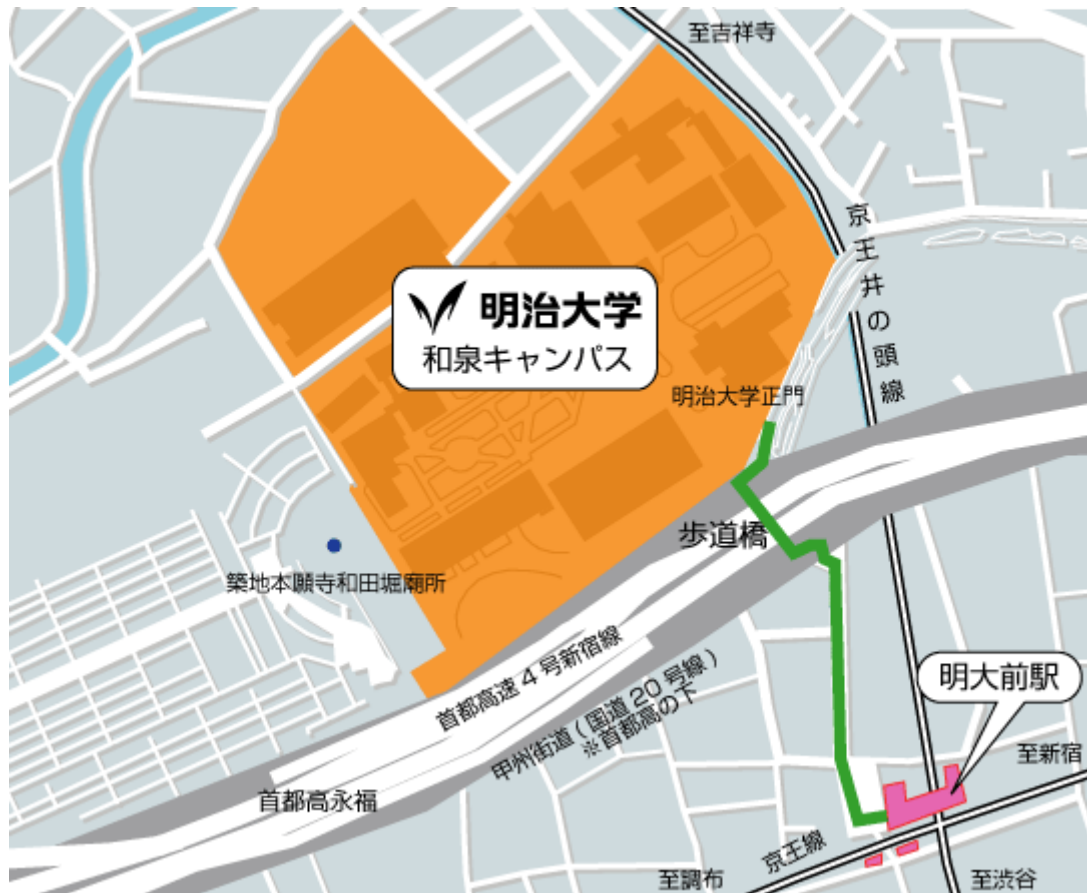 至吉祥寺
京王井の頭線
明治大学
和泉キャンパス
明治大学正門
歩道橋
築地本願寺和田堀廟所
首都高速4号新宿線
甲州街道(国道20号線)
※首都高の下
明大前駅
至新宿
首都高永福
京王線
至調布
至渋谷